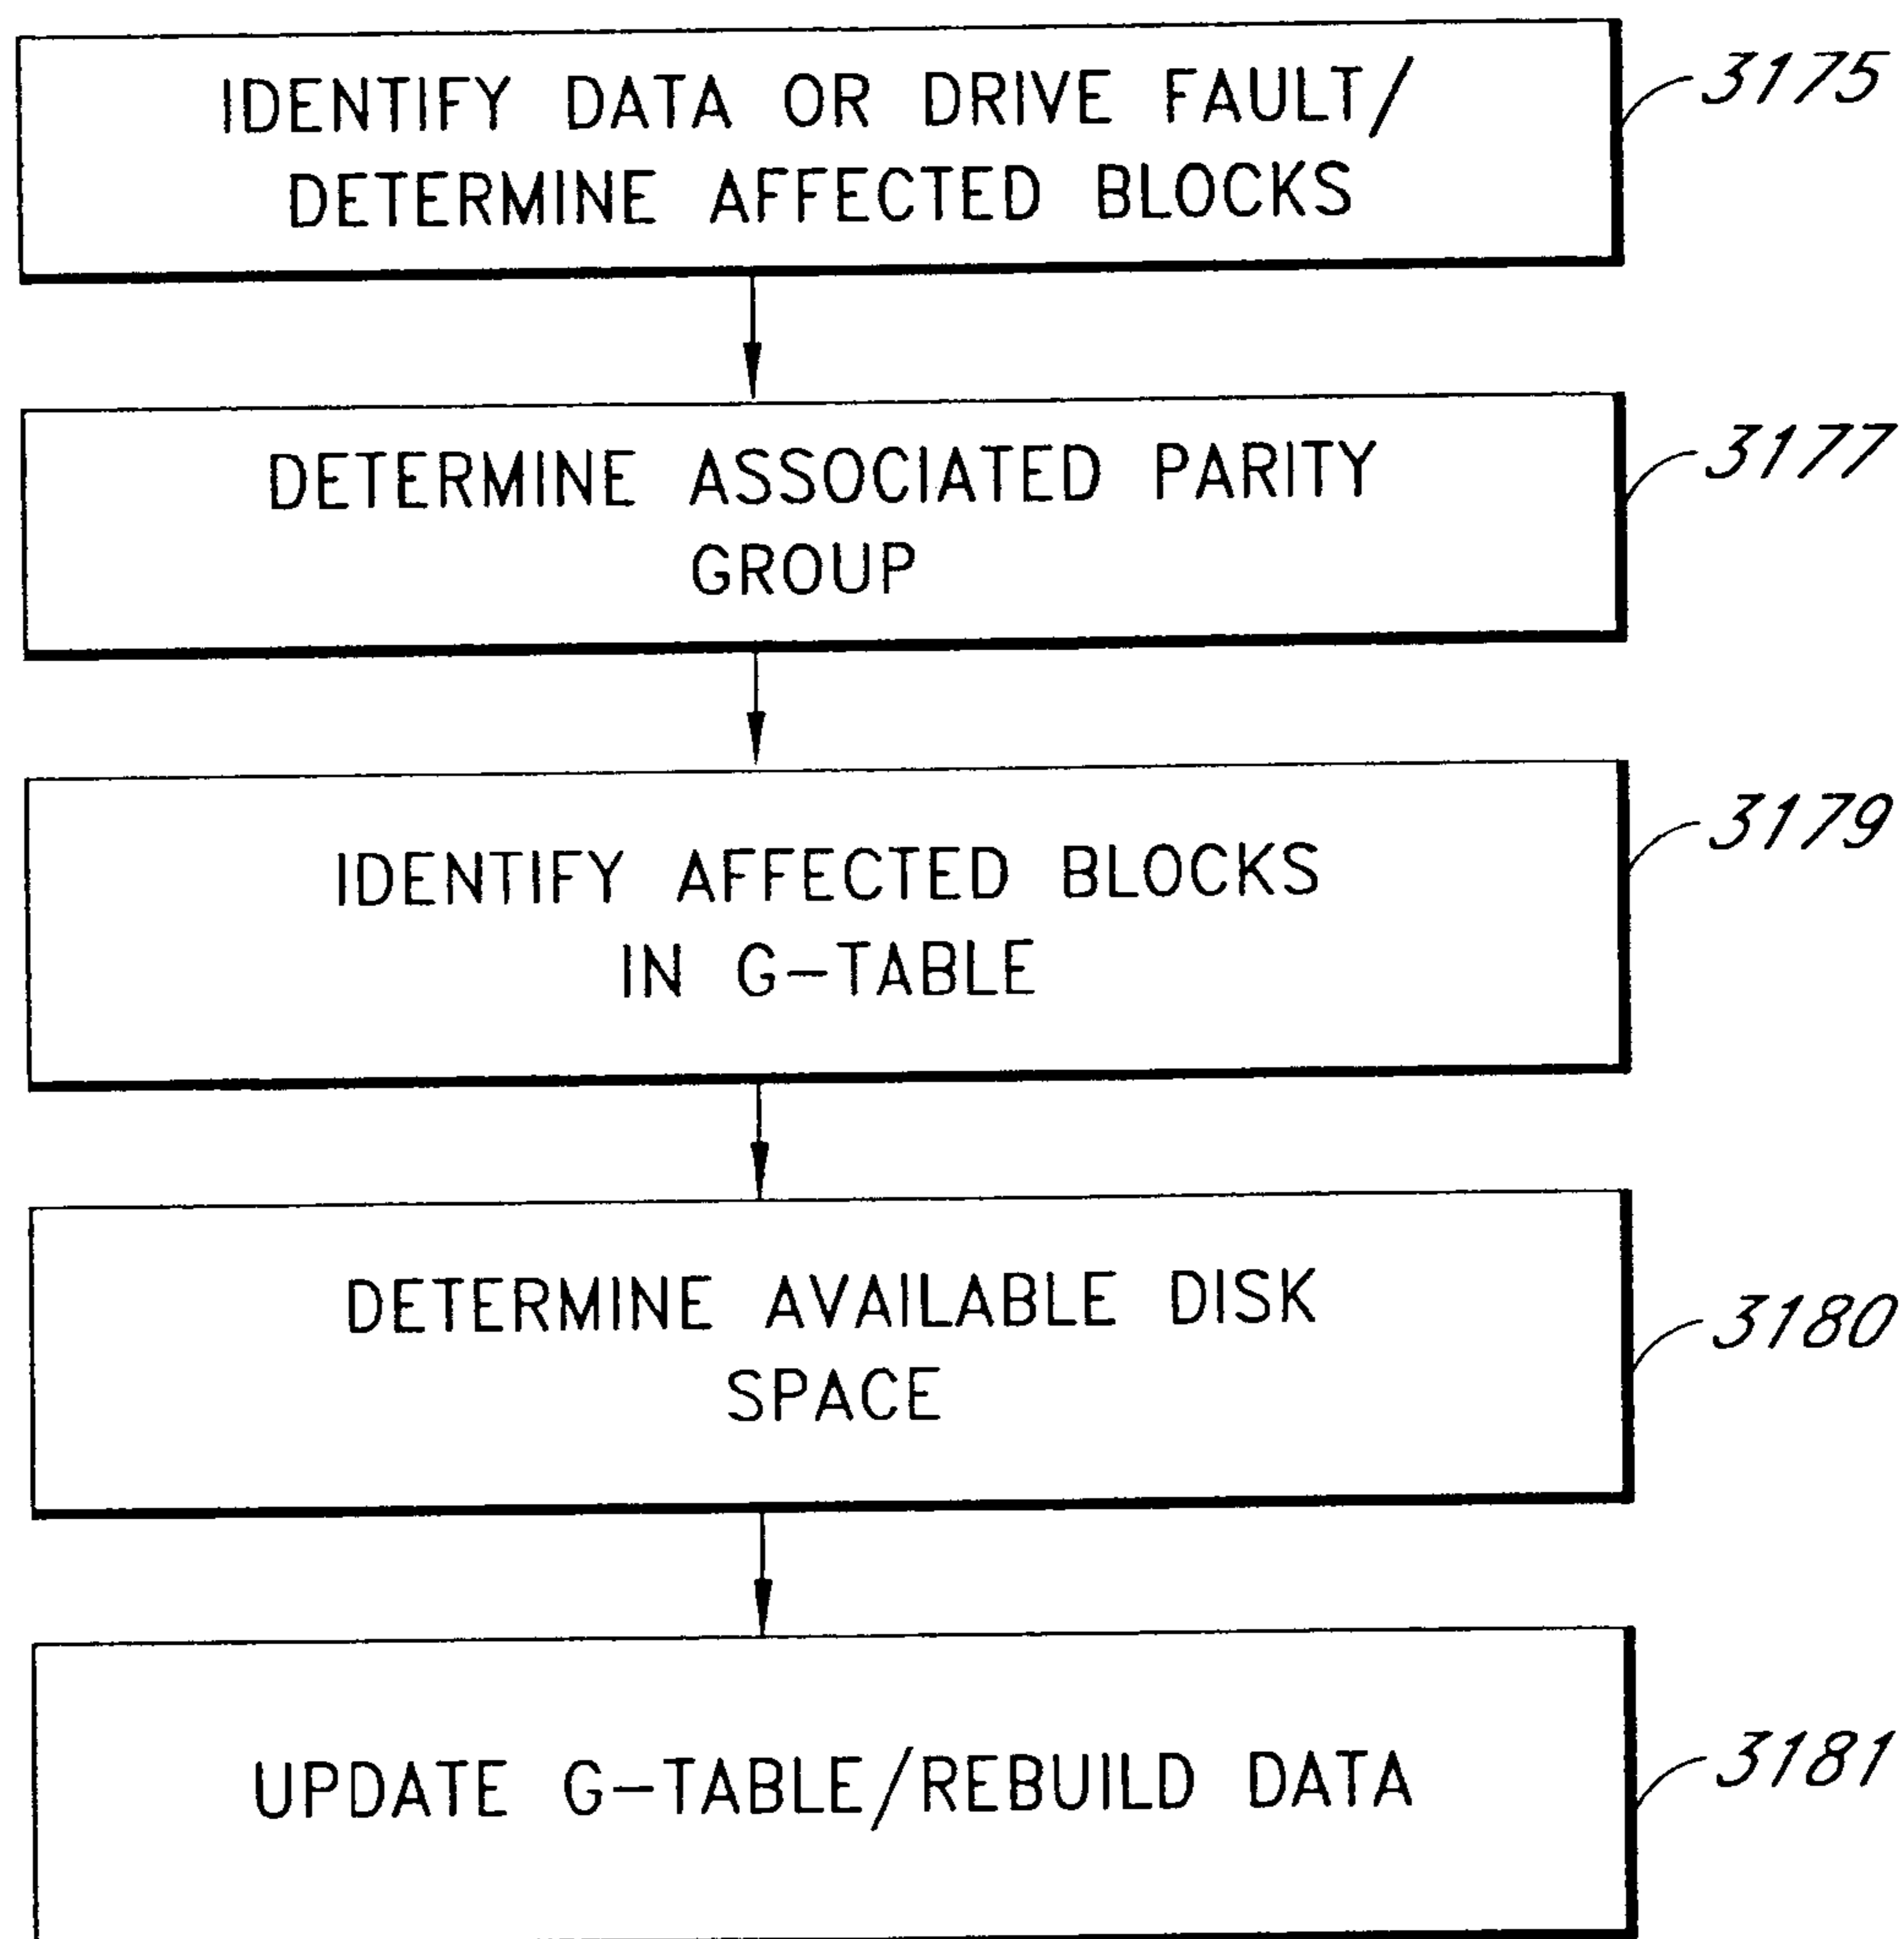 IDENTIFY DATA OR DRIVE FAULT/
DETERMINE AFFECTED BLOCKS
3175
DETERMINE ASSOCIATED PARITY
GROUP
3177
IDENTIFY AFFECTED BLOCKS
IN G-TABLE
3179
DETERMINE AVAILABLE DISK
SPACE
3180
UPDATE G-TABLE/REBUILD DATA
3181